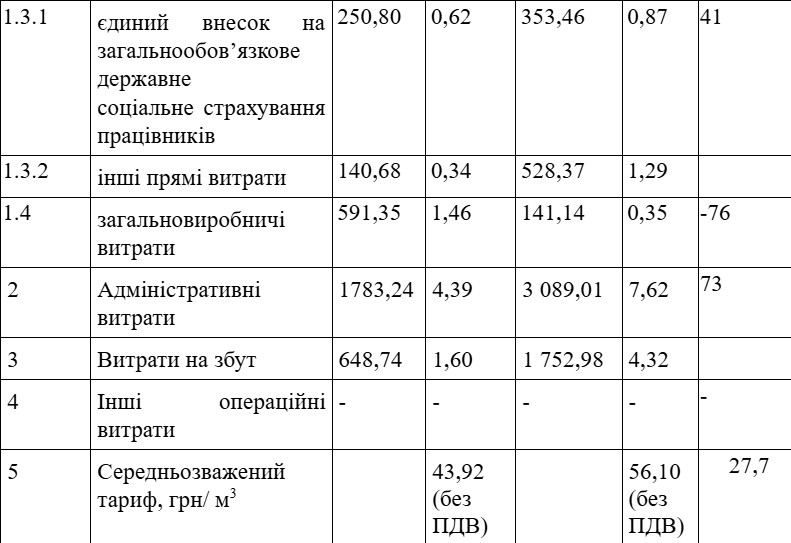 1.3.1 єдиний внесок на 250,80 0,62 353,46 0,87 41
загальнообов’язкове
державне
соціальне страхування
працівників
1.3.2 інші прямі витрати 140,68 0,34 528,37 1,29
1.4 загальновиробничі 591,35 1,46 141,14 0,35 -76
витрати
2 Адміністративні 1783,24 4,39 3 089,01 7,62 73
витрати
3 Витрати на збут 648,74 1,60 1 752,98 4,32
4 Інші операційні - - - - -
витрати
5 Середньозважений 43,92 56,10 27,7
тариф, грн/ м³ (без (без
ПДВ) ПДВ)